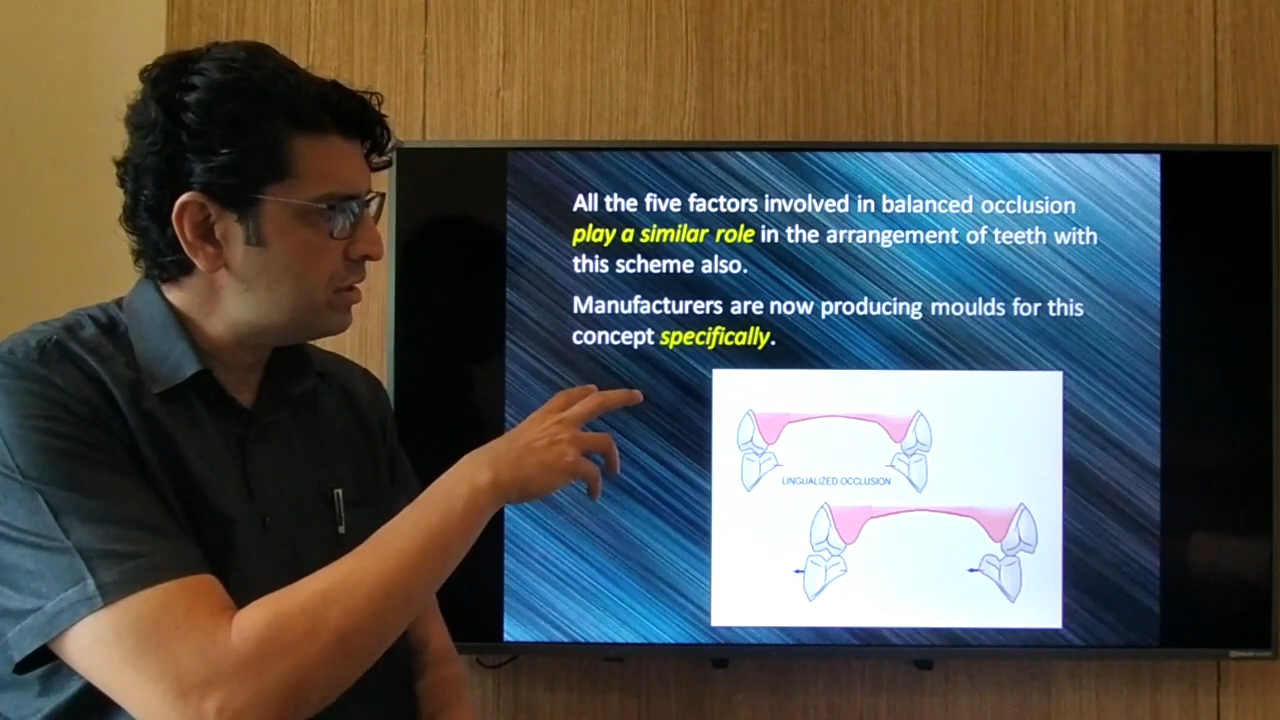 All the five factors involved in balanced occlusion
play a similar role in the arrangement of teeth with
this scheme also.
Manufacturers are now producing moulds for this
concept specifically.
LINGUALIZED OCCLUSION